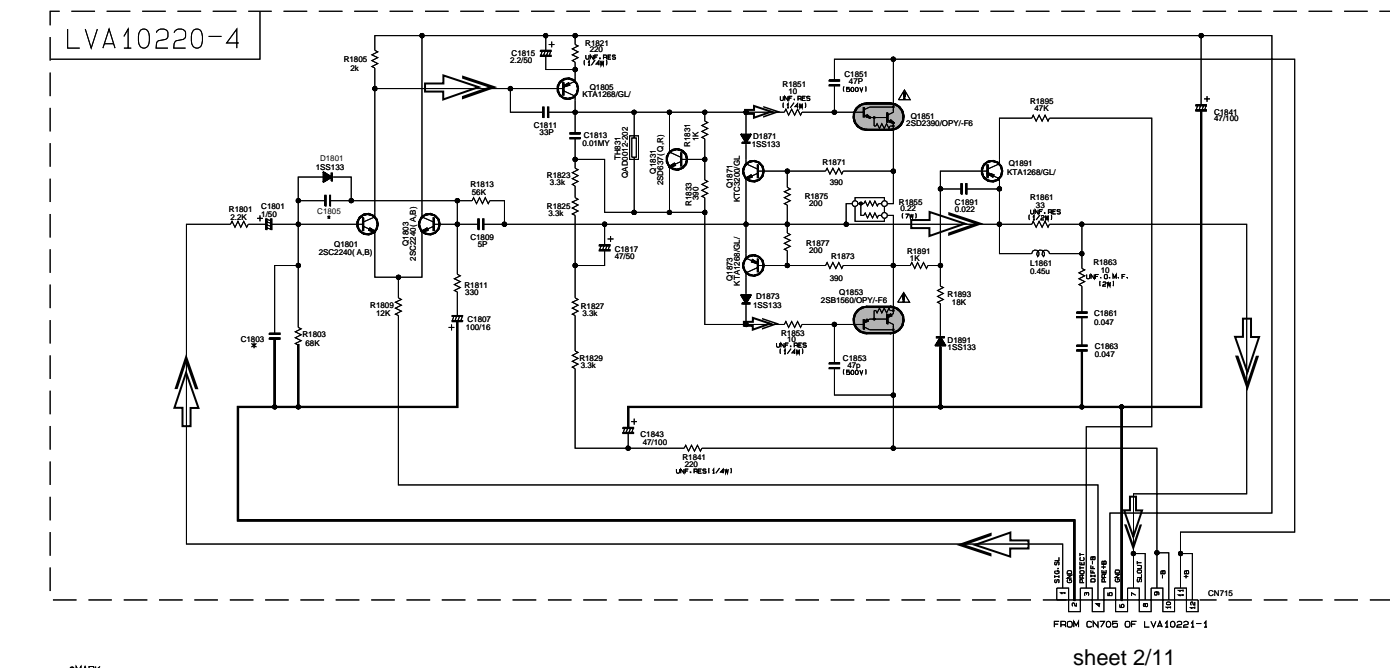 LVA10220-4
R1805
2k
C1815
2.2/50
R1821
220
UNF.RES
(1/4W)
Q1805
KTA1268/GL/
C1811
33P
C1813
0.01MY
TH831
QAD0012-202
Q1831
2SD637(Q,R)
R1831
1K
R1833
390
R1851
10
UNF.RES
(1/4W)
C1851
47P
(500V)
Q1851
2SD2390/OPY/-F6
D1871
1SS133
Q1871
KTC3200/GL
R1871
390
R1875
200
R1895
47K
Q1891
KTA1268/GL/
C1841
47/100
D1801
1SS133
C1805
*
R1801
2.2K
C1801
1/50
Q1801
2SC2240(A,B)
Q1803
2SC2240(A,B)
R1813
56K
C1809
5P
R1823
3.3k
R1825
3.3k
C1817
47/50
R1855
0.22
(7W)
C1891
0.022
R1861
33
UNF.RES
(1/2W)
L1861
0.45u
R1877
200
Q1873
KTA1268/GL/
R1873
390
R1891
1K
R1863
10
UNF.O.M.F.
(2W)
R1811
330
R1809
12K
C1807
100/16
D1873
1SS133
Q1853
2SB1560/OPY/-F6
R1893
18K
R1827
3.3k
C1803
*
R1803
68K
R1853
10
UNF.RES
(1/4W)
C1861
0.047
D1891
1SS133
C1863
0.047
R1829
3.3k
C1853
47p
(500V)
C1843
47/100
R1841
220
UNF.RES(1/4W)
SIG.SL
GND
PROTECT
DIFF-B
PRE+B
GND
SLOUT
-B
+B
1 2 3 4 5 6 7 8 9 10 11 12
CN715
FROM CN705 OF LVA10221-1
sheet 2/11